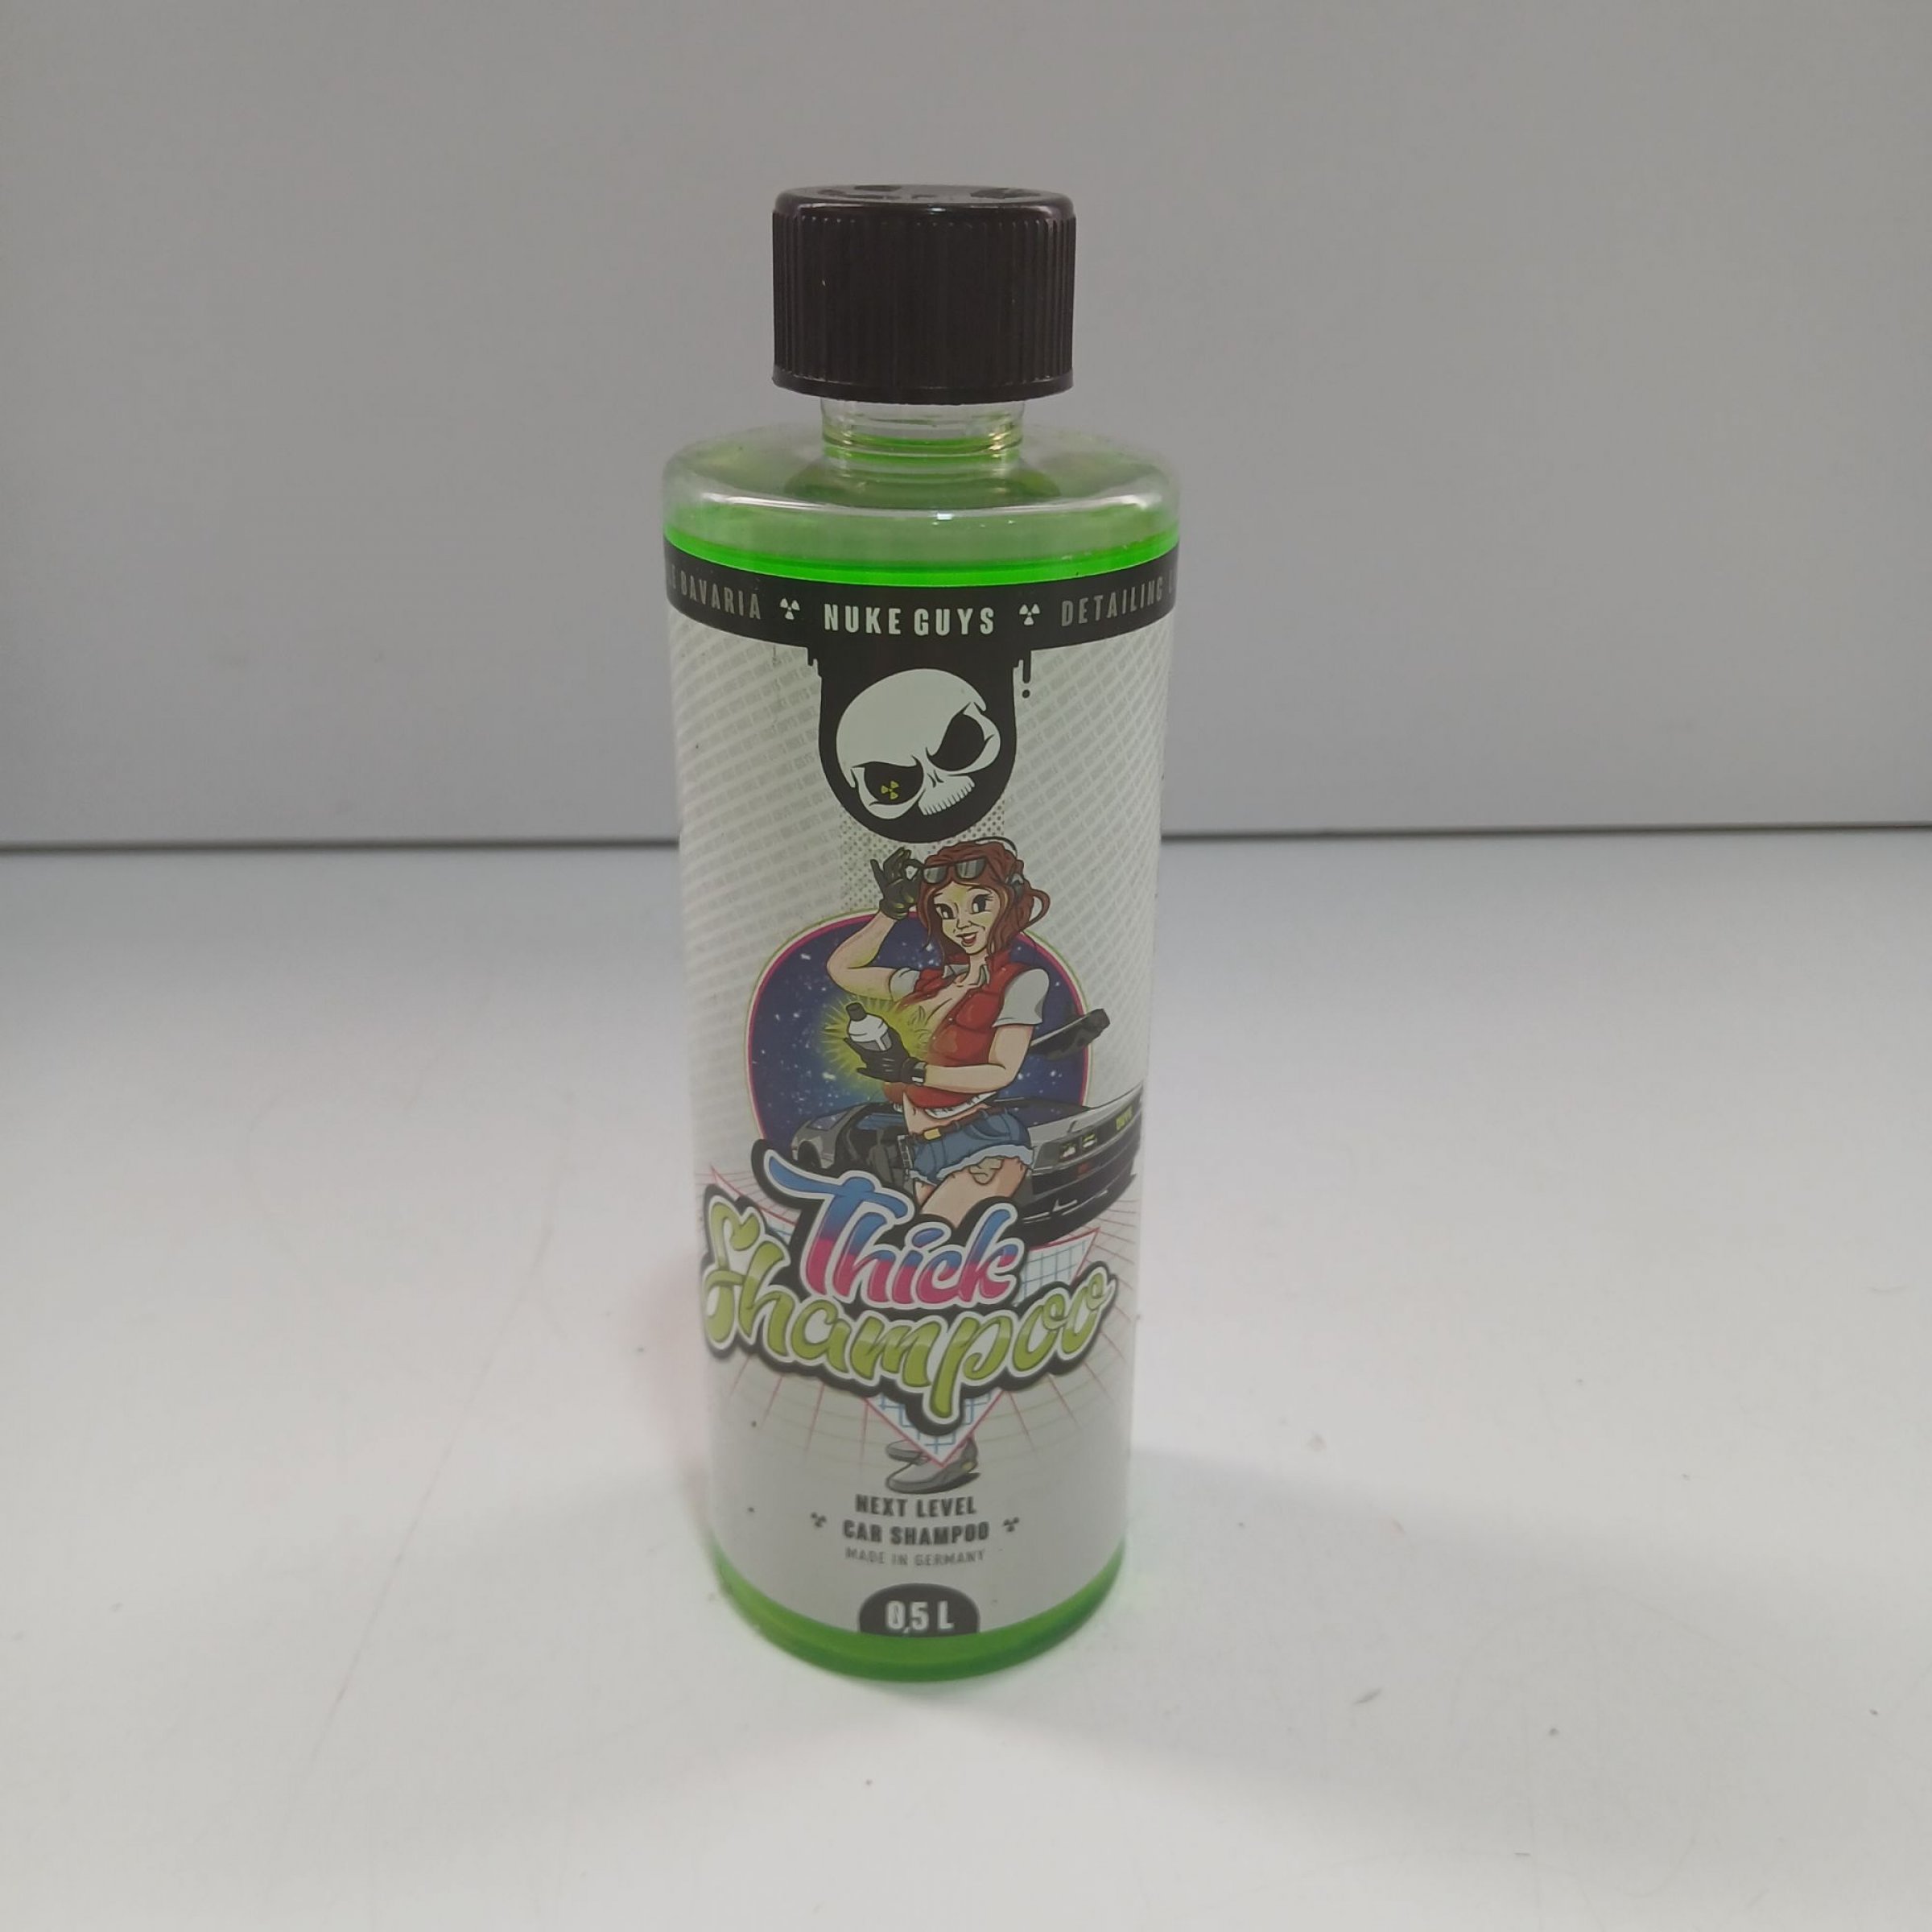 BAVARIA NUKE GUYS DETAILING
Thick
Shampoo
NEXT LEVEL
CAR SHAMPOO
MADE IN GERMANY
0,5 L